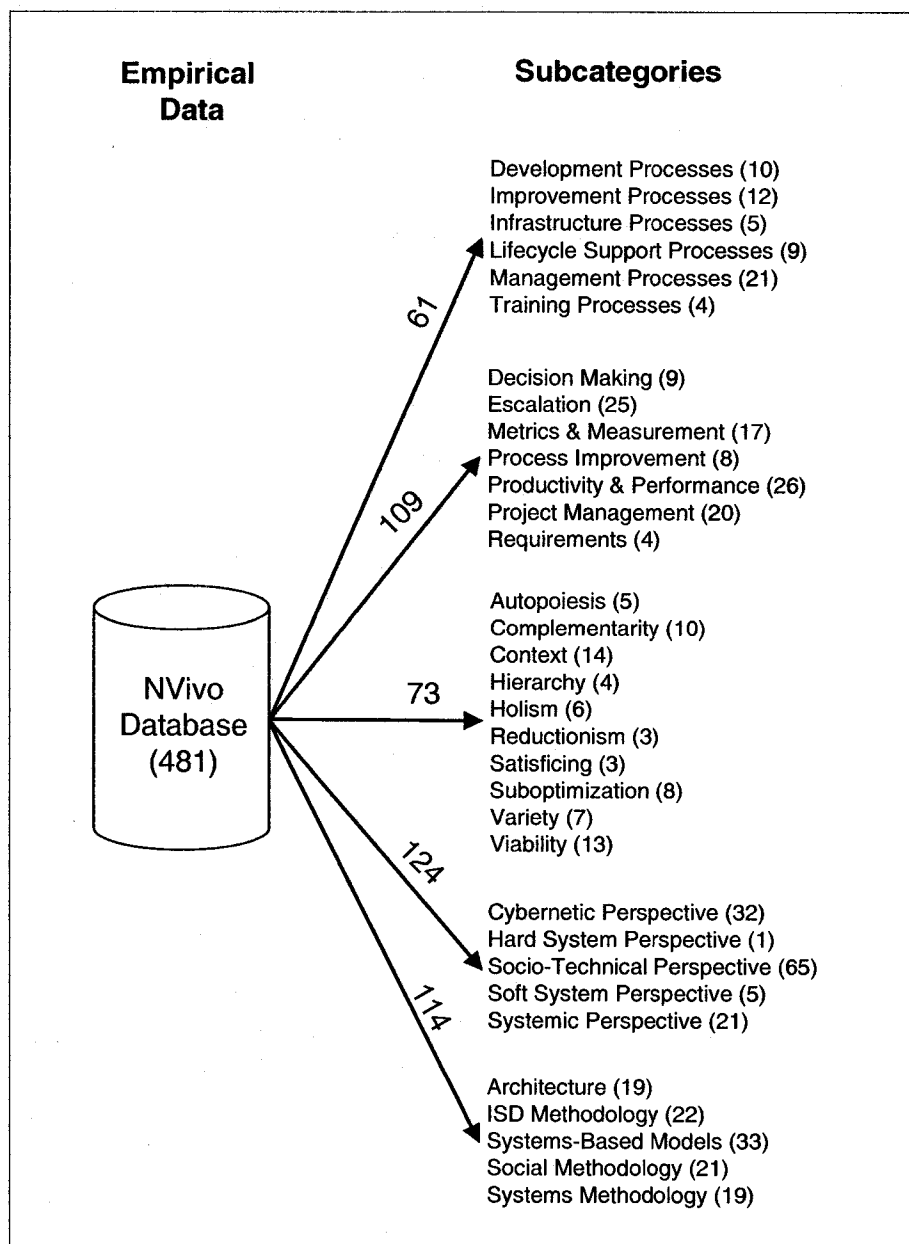 Empirical
Data
Subcategories
Development Processes (10)
Improvement Processes (12)
Infrastructure Processes (5)
Lifecycle Support Processes (9)
Management Processes (21)
Training Processes (4)
61
Decision Making (9)
Escalation (25)
Metrics & Measurement (17)
Process Improvement (8)
Productivity & Performance (26)
Project Management (20)
Requirements (4)
109
NVivo
Database
(481)
Autopoiesis (5)
Complementarity (10)
Context (14)
Hierarchy (4)
Holism (6)
Reductionism (3)
Satisficing (3)
Suboptimization (8)
Variety (7)
Viability (13)
73
Cybernetic Perspective (32)
Hard System Perspective (1)
Socio-Technical Perspective (65)
Soft System Perspective (5)
Systemic Perspective (21)
124
Architecture (19)
ISD Methodology (22)
Systems-Based Models (33)
Social Methodology (21)
Systems Methodology (19)
114